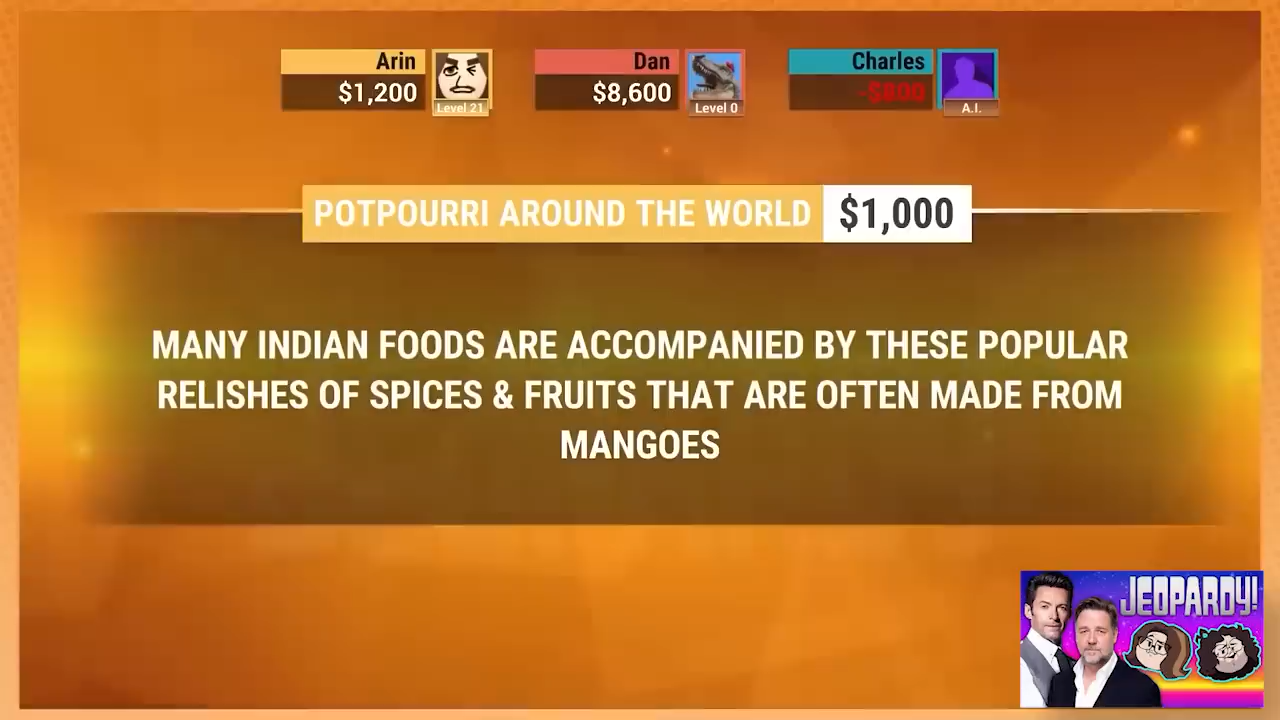 Arin
$1,200
Level 21
Dan
$8,600
Level 0
Charles
-$800
A.I.
POTPOURRI AROUND THE WORLD $1,000
MANY INDIAN FOODS ARE ACCOMPANIED BY THESE POPULAR
RELISHES OF SPICES & FRUITS THAT ARE OFTEN MADE FROM
MANGOES
JEOPARDY!